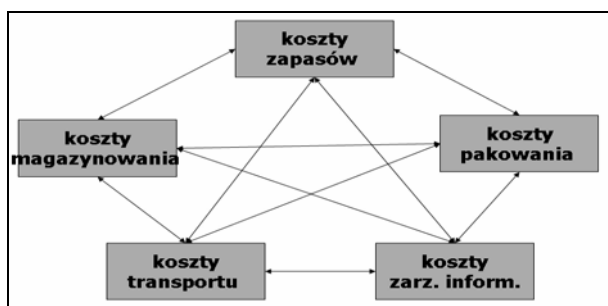 koszty
zapasów
koszty
magazynowania
koszty
pakowania
koszty
transportu
koszty
zarz. inform.